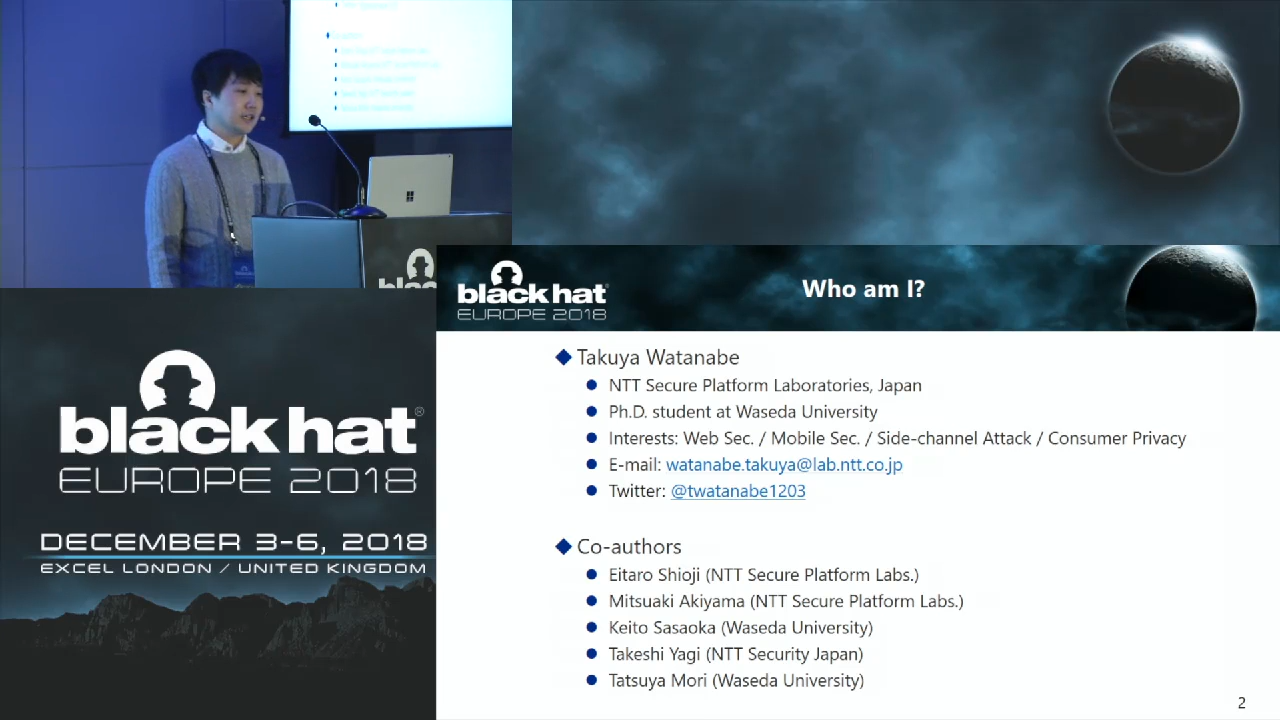 black hat
black hat®
EUROPE 2018
DECEMBER 3-6, 2018
EXCEL LONDON / UNITED KINGDOM
black hat
EUROPE 2018
Who am I?
Takuya Watanabe
NTT Secure Platform Laboratories, Japan
Ph.D. student at Waseda University
Interests: Web Sec. / Mobile Sec. / Side-channel Attack / Consumer Privacy
E-mail: watanabe.takuya@lab.ntt.co.jp
Twitter: @twatanabe1203
Co-authors
Eitaro Shioji (NTT Secure Platform Labs.)
Mitsuaki Akiyama (NTT Secure Platform Labs.)
Keito Sasaoka (Waseda University)
Takeshi Yagi (NTT Security Japan)
Tatsuya Mori (Waseda University)
2